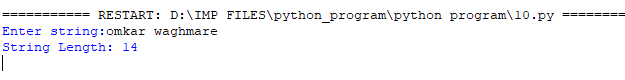 =========== RESTART: D:\IMP FILES\python_program\python program\10.py ========
Enter string:omkar waghmare
String Length: 14